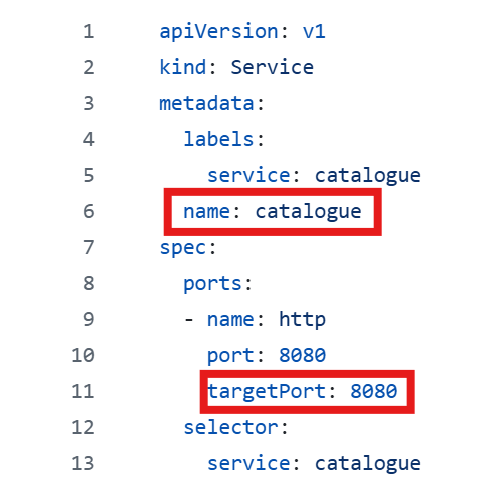 1 apiVersion: v1
2 kind: Service
3 metadata:
4   labels:
5     service: catalogue
6   name: catalogue
7 spec:
8   ports:
9   - name: http
10     port: 8080
11     targetPort: 8080
12   selector:
13     service: catalogue